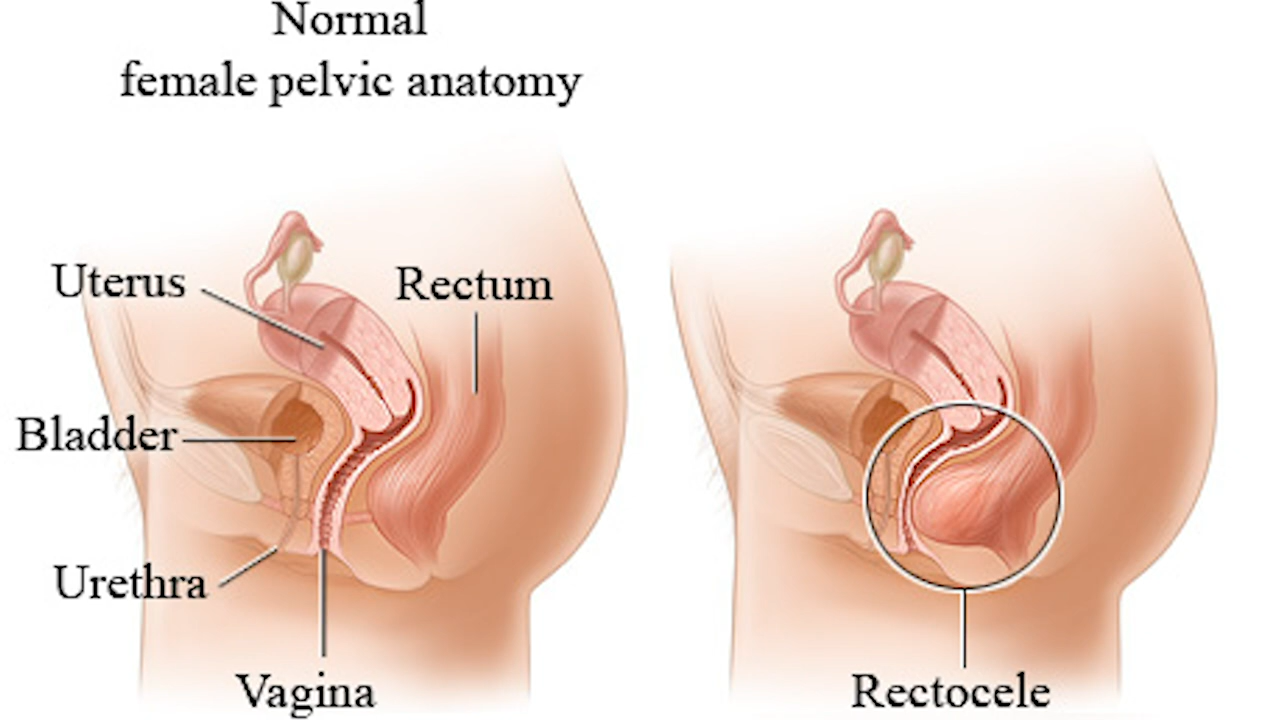 Normal
female pelvic anatomy
Uterus
Rectum
Bladder
Urethra
Vagina
Rectocele